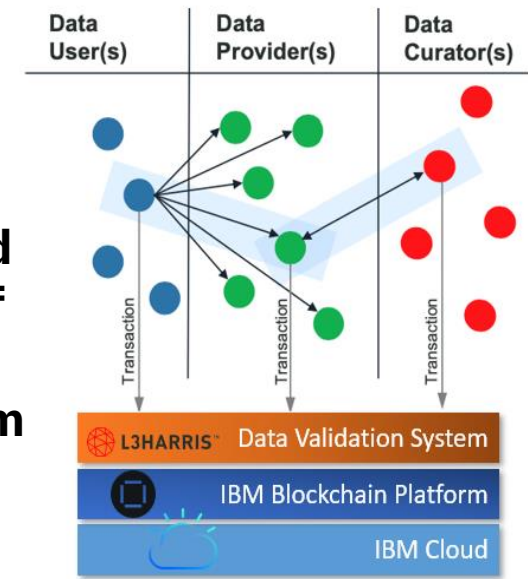 Data
User(s)
Data
Provider(s)
Data
Curator(s)
Transaction
Transaction
Transaction
L3HARRIS™ Data Validation System
IBM Blockchain Platform
IBM Cloud
m